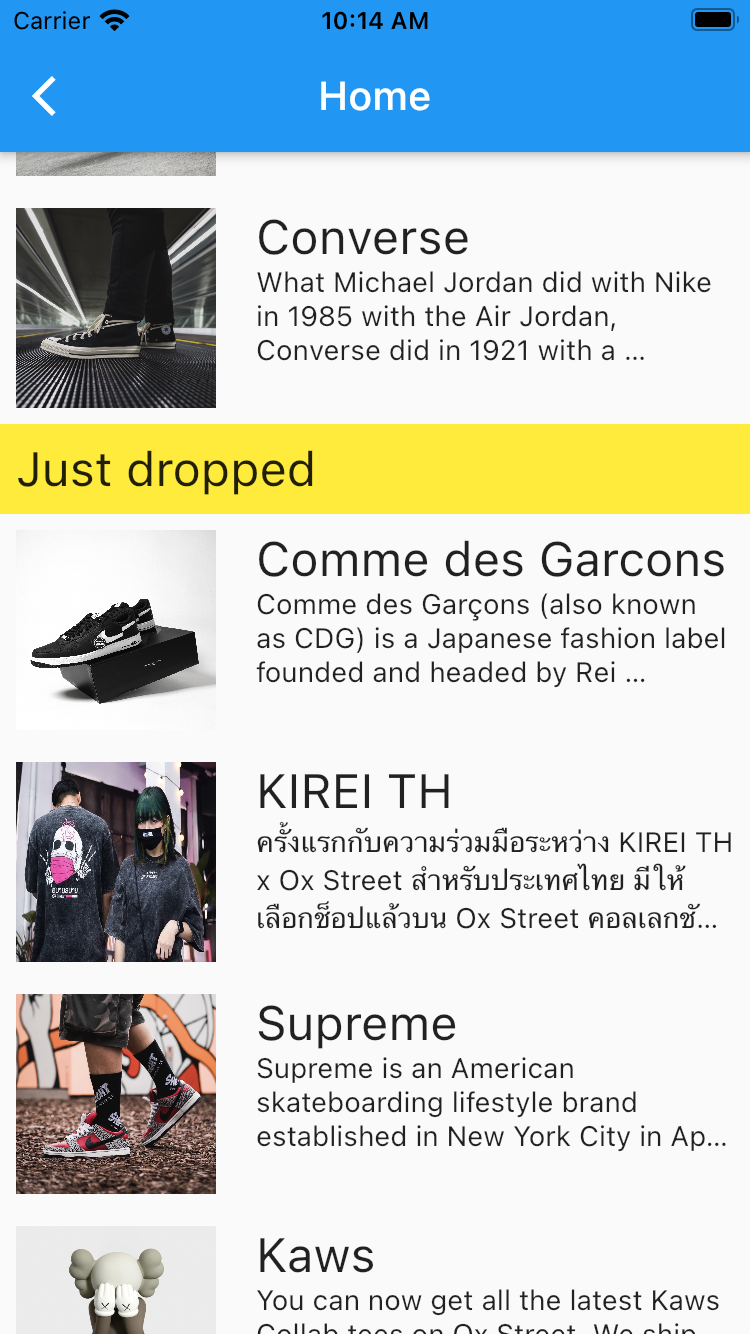 Carrier 10:14 AM
Home
Converse
What Michael Jordan did with Nike
in 1985 with the Air Jordan,
Converse did in 1921 with a ...
Just dropped
Comme des Garcons
Comme des Garçons (also known
as CDG) is a Japanese fashion label
founded and headed by Rei ...
KIREI TH
ครั้งแรกกับความร่วมมือระหว่าง KIREI TH
x Ox Street สำหรับประเทศไทย มีให้
เลือกช็อปแล้วบน Ox Street คอลเลกชั...
Supreme
Supreme is an American
skateboarding lifestyle brand
established in New York City in Ap...
Kaws
You can now get all the latest Kaws
Collab tees on Ox Street. We ship